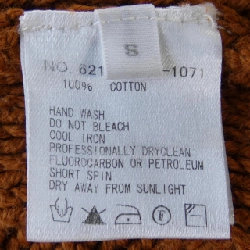 S
NO. 621 -1071
100% COTTON
HAND WASH
DO NOT BLEACH
COOL IRON
PROFESSIONALLY DRYCLEAN
FLUOROCARBON OR PETROLEUM
SHORT SPIN
DRY AWAY FROM SUNLIGHT